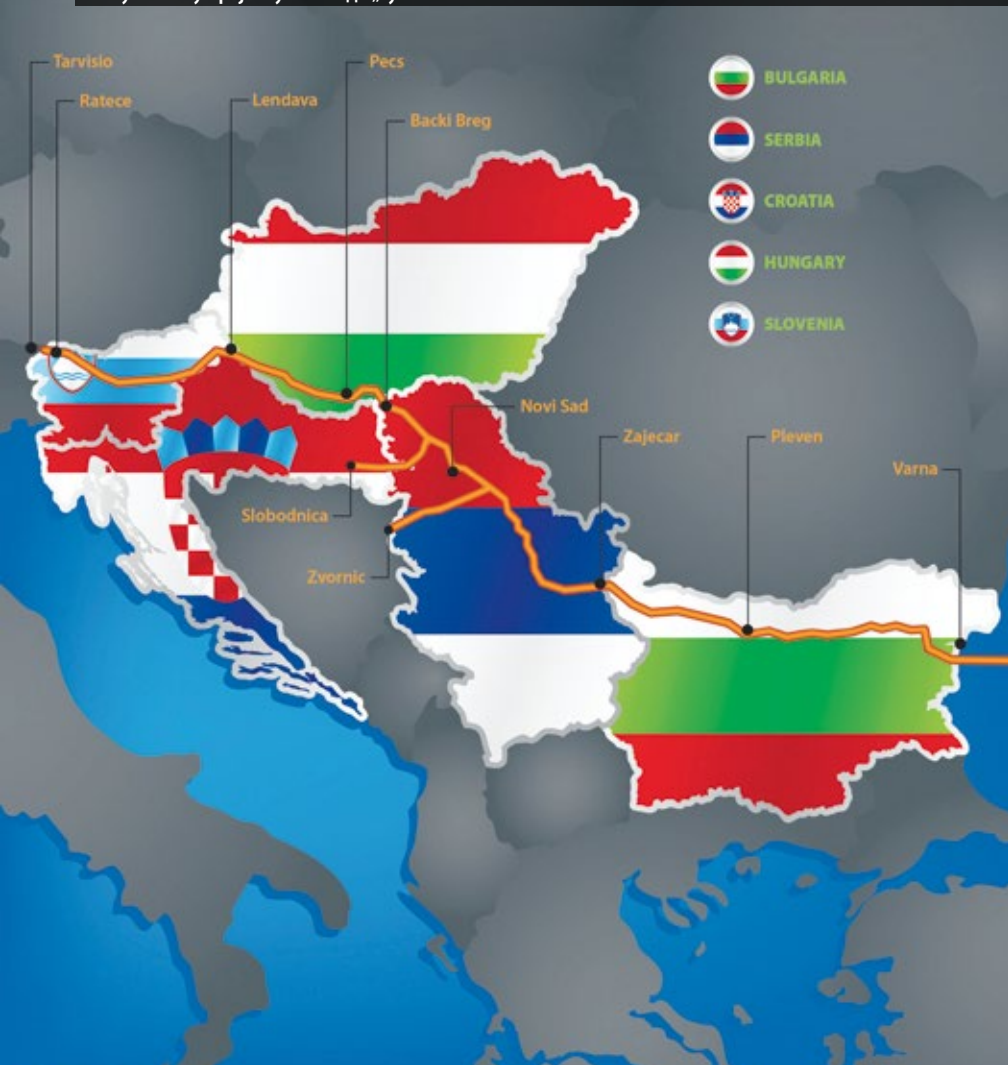 Tarvisio
Pecs
Ratece
Lendava
Backi Breg
BULGARIA
SERBIA
CROATIA
HUNGARY
SLOVENIA
Novi Sad
Zajecar
Pleven
Varna
Slobodnica
Zvornic